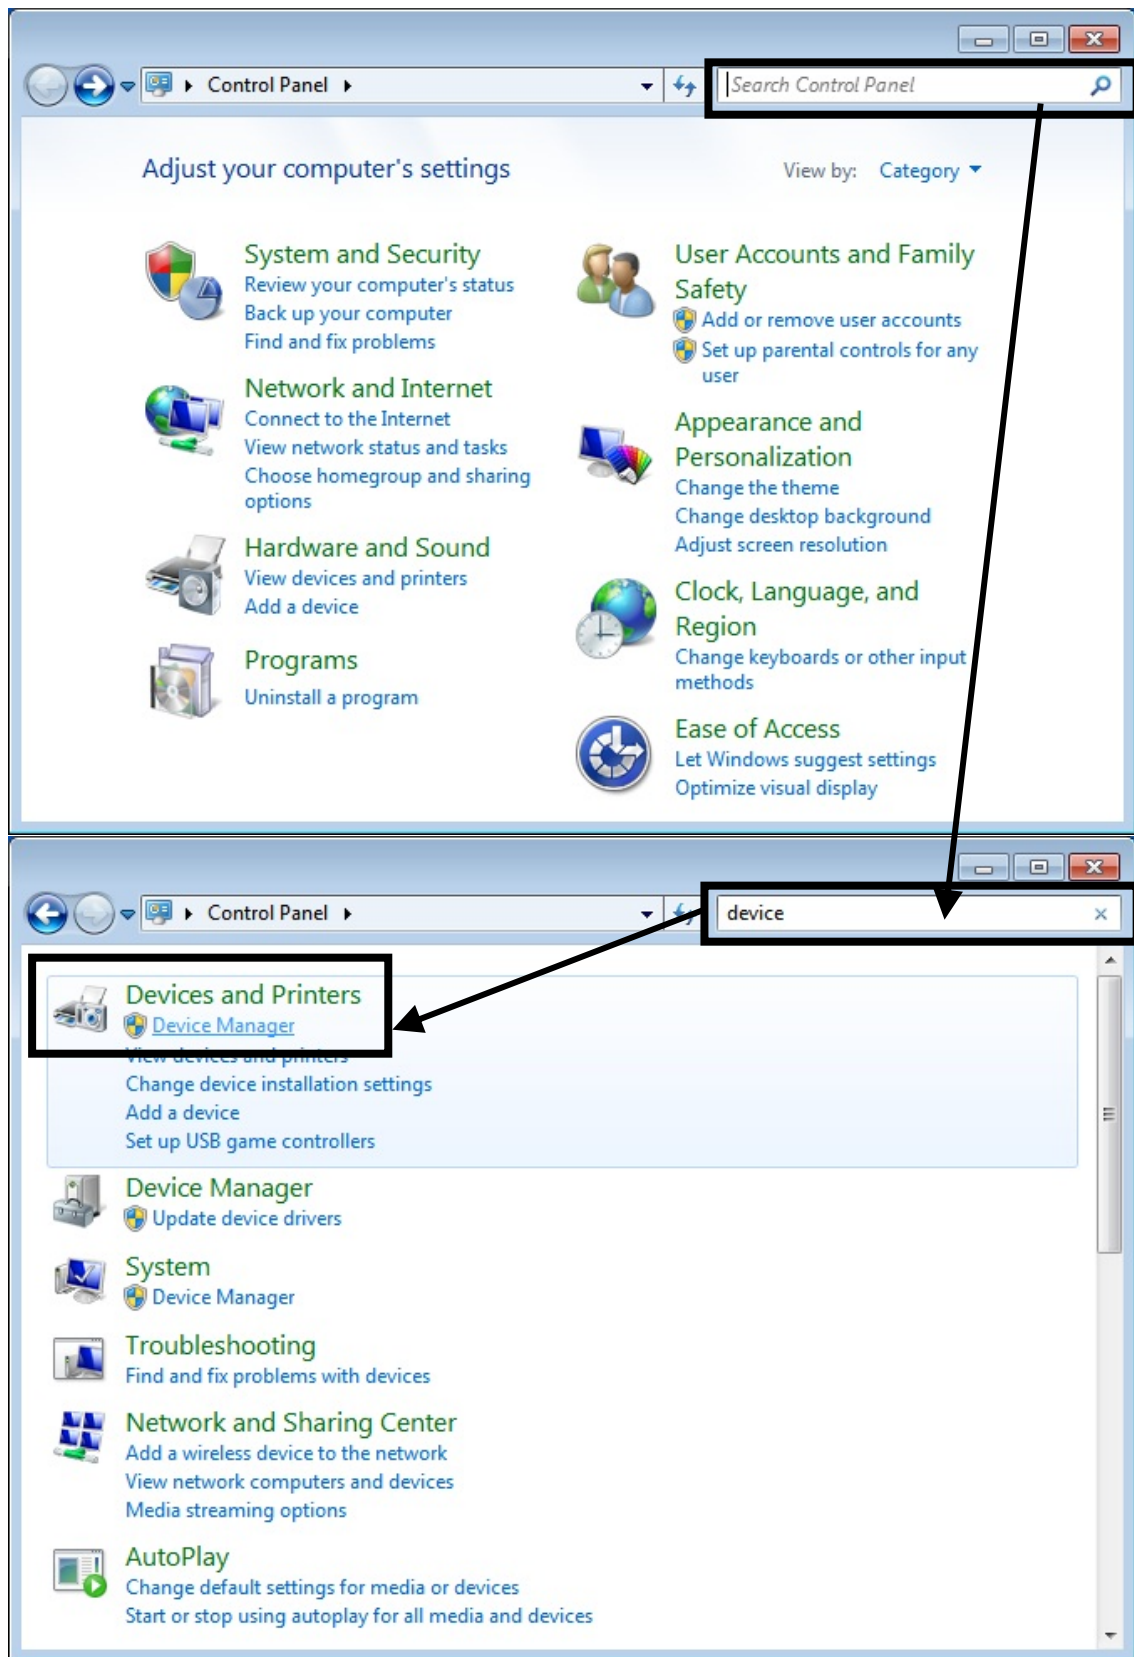 Control Panel
Search Control Panel
Adjust your computer's settings
View by: Category
System and Security
Review your computer's status
Back up your computer
Find and fix problems
Network and Internet
Connect to the Internet
View network status and tasks
Choose homegroup and sharing
options
Hardware and Sound
View devices and printers
Add a device
Programs
Uninstall a program
User Accounts and Family
Safety
Add or remove user accounts
Set up parental controls for any
user
Appearance and
Personalization
Change the theme
Change desktop background
Adjust screen resolution
Clock, Language, and
Region
Change keyboards or other input
methods
Ease of Access
Let Windows suggest settings
Optimize visual display
Control Panel
device
Devices and Printers
Device Manager
View devices and printers
Change device installation settings
Add a device
Set up USB game controllers
Device Manager
Update device drivers
System
Device Manager
Troubleshooting
Find and fix problems with devices
Network and Sharing Center
Add a wireless device to the network
View network computers and devices
Media streaming options
AutoPlay
Change default settings for media or devices
Start or stop using autoplay for all media and devices